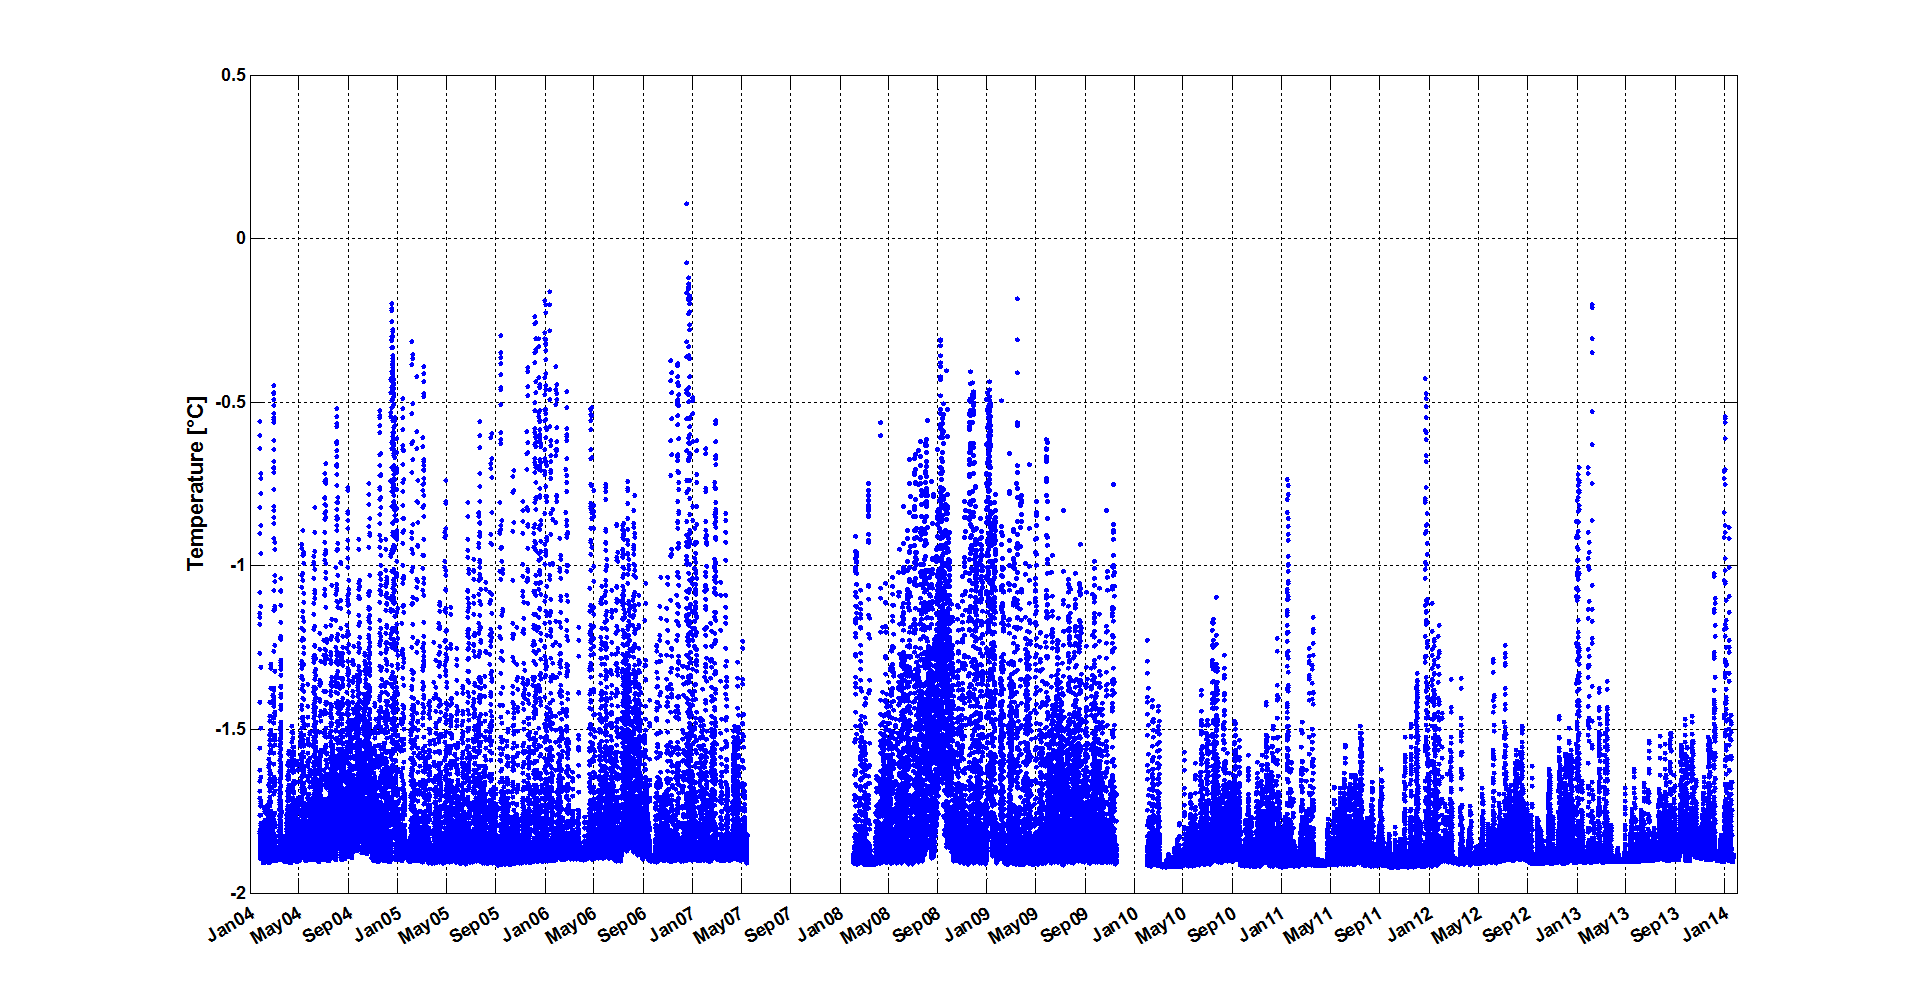 0.5
0
-0.5
-1
-1.5
-2
Temperature [°C]
Jan04
May04
Sep04
Jan05
May05
Sep05
Jan06
May06
Sep06
Jan07
May07
Sep07
Jan08
May08
Sep08
Jan09
May09
Sep09
Jan10
May10
Sep10
Jan11
May11
Sep11
Jan12
May12
Sep12
Jan13
May13
Sep13
Jan14